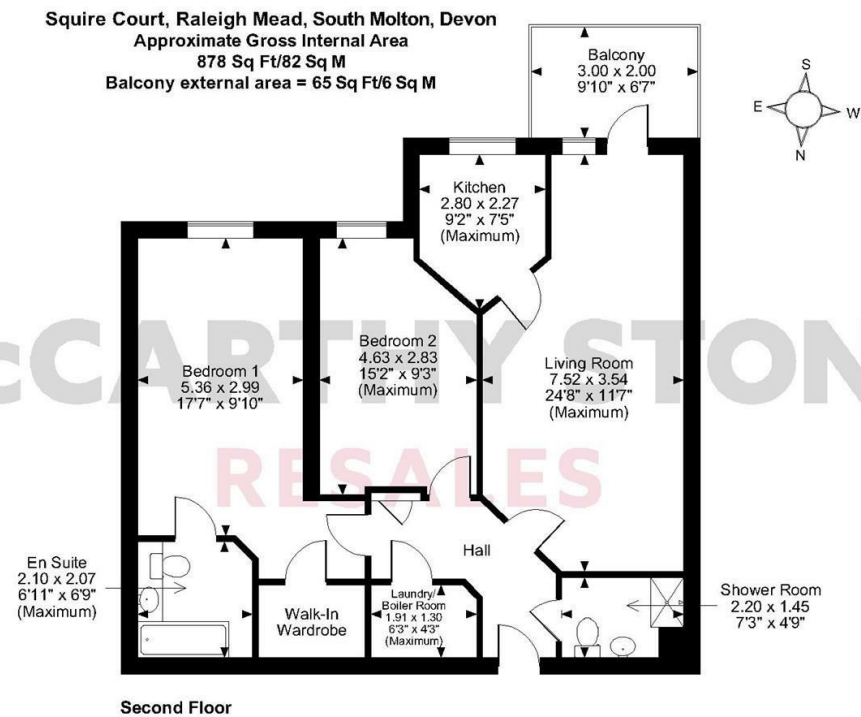 Squire Court, Raleigh Mead, South Molton, Devon
Approximate Gross Internal Area
878 Sq Ft/82 Sq M
Balcony external area = 65 Sq Ft/6 Sq M
Balcony
3.00 x 2.00
9'10" x 6'7"
S
E
W
N
Kitchen
2.80 x 2.27
9'2" x 7'5"
(Maximum)
Bedroom 1
5.36 x 2.99
17'7" x 9'10"
Bedroom 2
4.63 x 2.83
15'2" x 9'3"
(Maximum)
Living Room
7.52 x 3.54
24'8" x 11'7"
(Maximum)
cCARTHY STON
RESALES
Hall
En Suite
2.10 x 2.07
6'11" x 6'9"
(Maximum)
Walk-In
Wardrobe
Laundry/
Boiler Room
1.91 x 1.30
6'3" x 4'3"
(Maximum)
Shower Room
2.20 x 1.45
7'3" x 4'9"
Second Floor